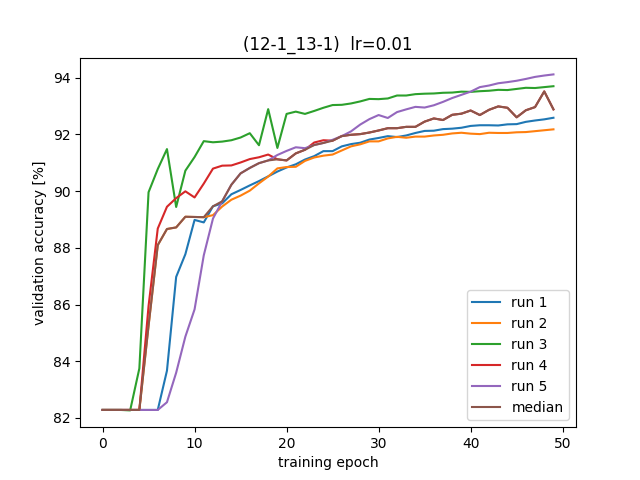 (12-1_13-1)  lr=0.01
validation accuracy [%]
94
92
90
88
86
84
82
0
10
20
30
40
50
training epoch
run 1
run 2
run 3
run 4
run 5
median